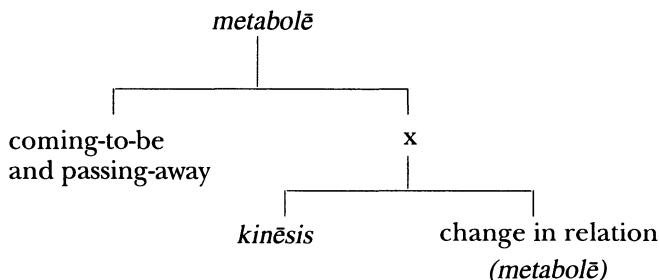 metabolē
coming-to-be
and passing-away
x
kinēsis
change in relation
(metabolē)